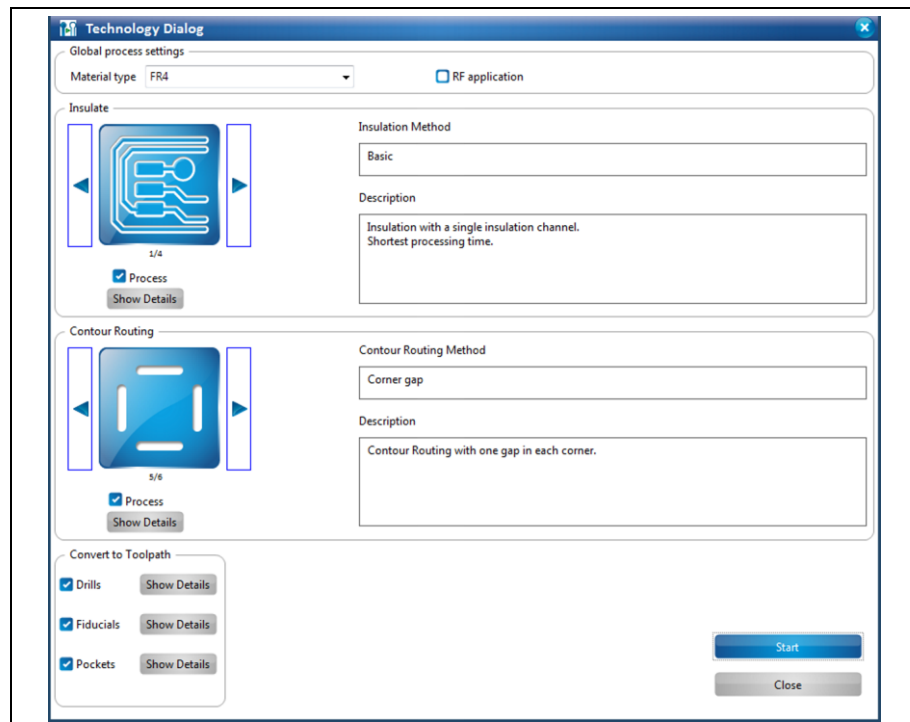 Technology Dialog
Global process settings
Material type FR4 RF application
Insulate
Insulation Method
Basic
Description
Insulation with a single insulation channel.
Shortest processing time.
1/4
Process
Show Details
Contour Routing
Contour Routing Method
Corner gap
Description
Contour Routing with one gap in each corner.
5/6
Process
Show Details
Convert to Toolpath
Drills Show Details
Fiducials Show Details
Pockets Show Details
Start
Close